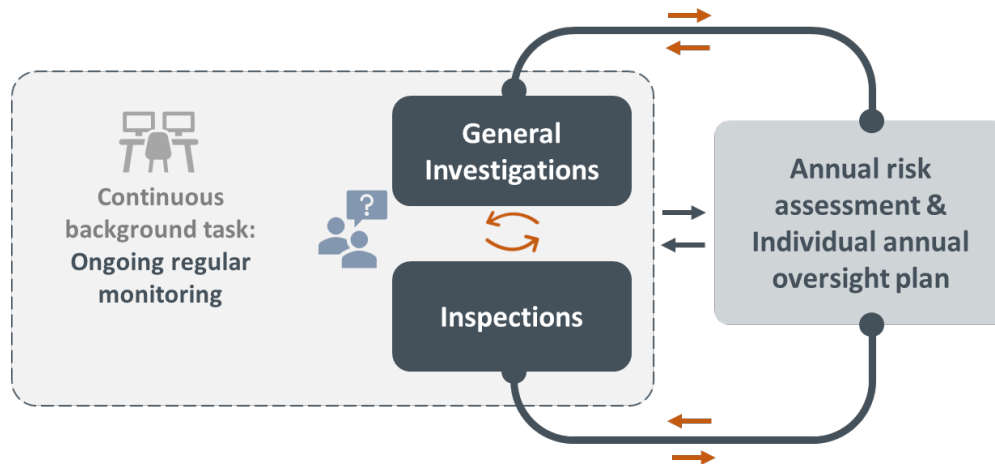 Continuous
background task:
Ongoing regular
monitoring
?
General
Investigations
Inspections
Annual risk
assessment &
Individual annual
oversight plan